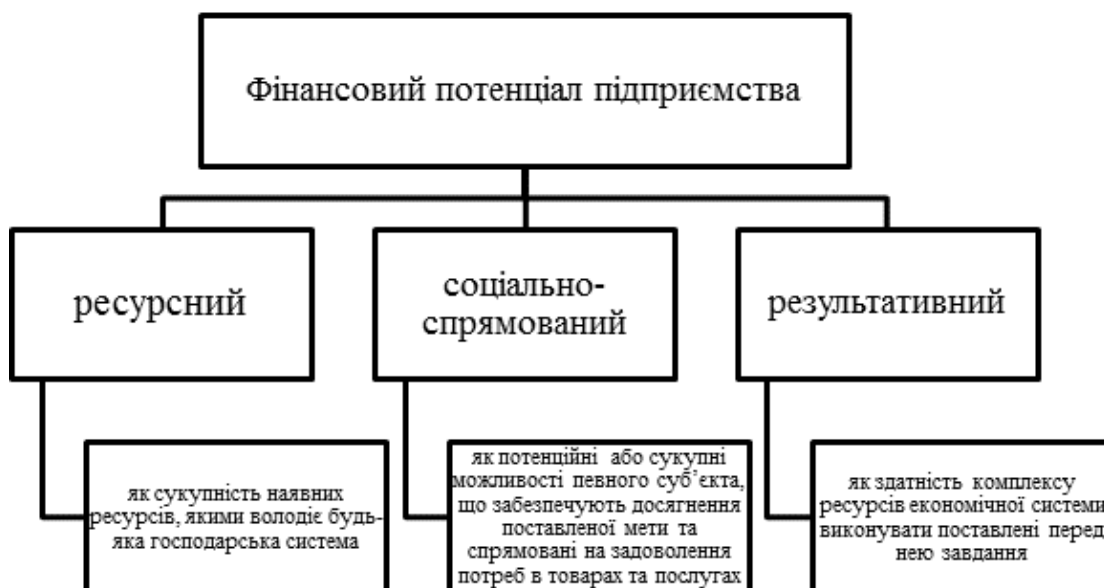 Фінансовий потенціал підприємства
ресурсний
соціально-
спрямований
результативний
як сукупність наявних
ресурсів, якими володіє будь-
яка господарська система
як потенційні або сукупні
можливості певного суб’єкта,
що забезпечують досягнення
поставленої мети та
спрямовані на задоволення
потреб в товарах та послугах
як здатність комплексу
ресурсів економічної системи
виконувати поставлені перед
нею завдання